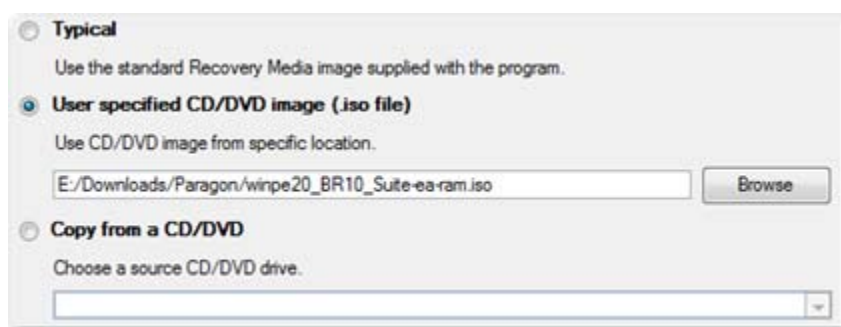 Typical
Use the standard Recovery Media image supplied with the program.
User specified CD/DVD image (.iso file)
Use CD/DVD image from specific location.
E:/Downloads/Paragon/winpe20_BR10_Suite-ea-ram.iso
Browse
Copy from a CD/DVD
Choose a source CD/DVD drive.